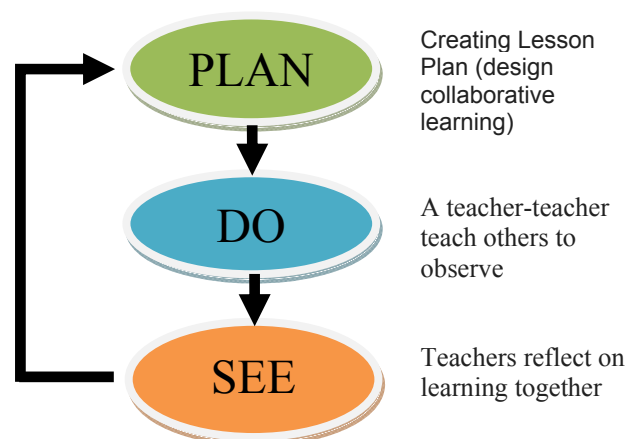 PLAN
Creating Lesson
Plan (design
collaborative
learning)
DO
A teacher-teacher
teach others to
observe
SEE
Teachers reflect on
learning together